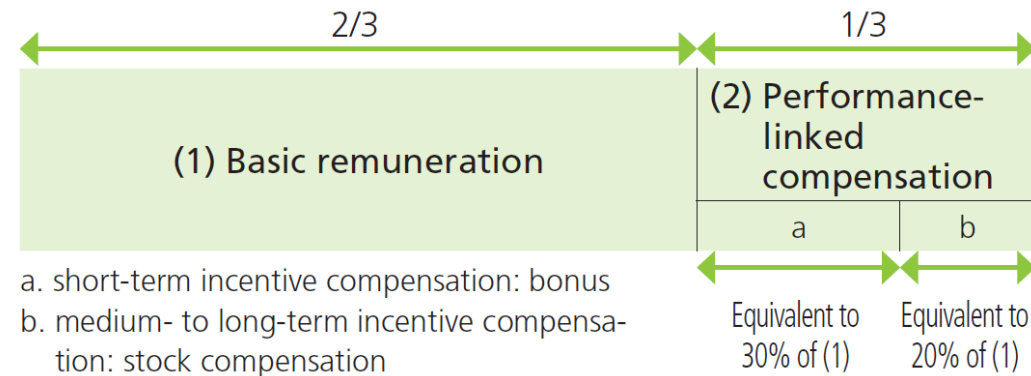 2/3
1/3
(1) Basic remuneration
(2) Performance-
linked
compensation
a
b
a. short-term incentive compensation: bonus
b. medium- to long-term incentive compensa-
tion: stock compensation
Equivalent to
30% of (1)
Equivalent to
20% of (1)